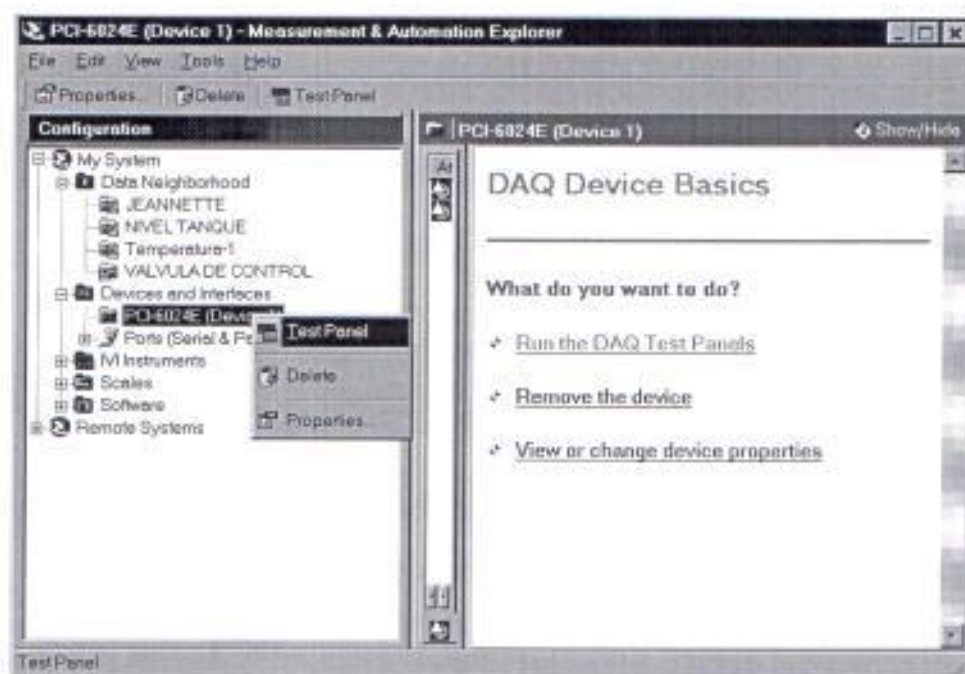 PCI-6024E (Device 1) - Measurement & Automation Explorer
File Edit View Tools Help
Properties... Delete Test Panel
Configuration
My System
Data Neighborhood
JEANNETTE
NIVEL TANQUE
Temperature-1
VALVULA DE CONTROL
Devices and Interfaces
PCI-6024E (Device 1)
Ports (Serial &
IVI Instruments
Scales
Software
Remote Systems
Test Panel
Delete
Properties...
PCI-6024E (Device 1)
Show/Hide
DAQ Device Basics
What do you want to do?
Run the DAQ Test Panels
Remove the device
View or change device properties
Test Panel